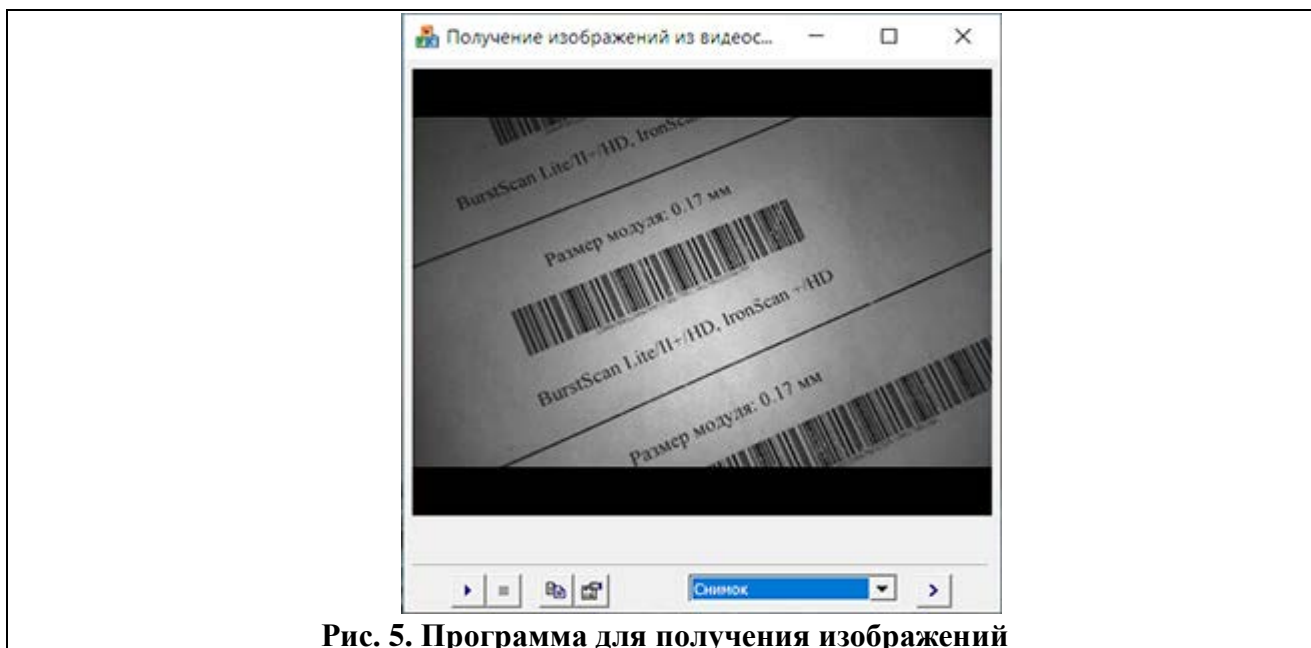 Получение изображений из видеос...
BurstScan Lite/II+/HD, IronScan
Размер модуля: 0.17 мм
BurstScan Lite/II+/HD, IronScan +/HD
Размер модуля: 0.17 мм
Снимок
Рис. 5. Программа для получения изображений